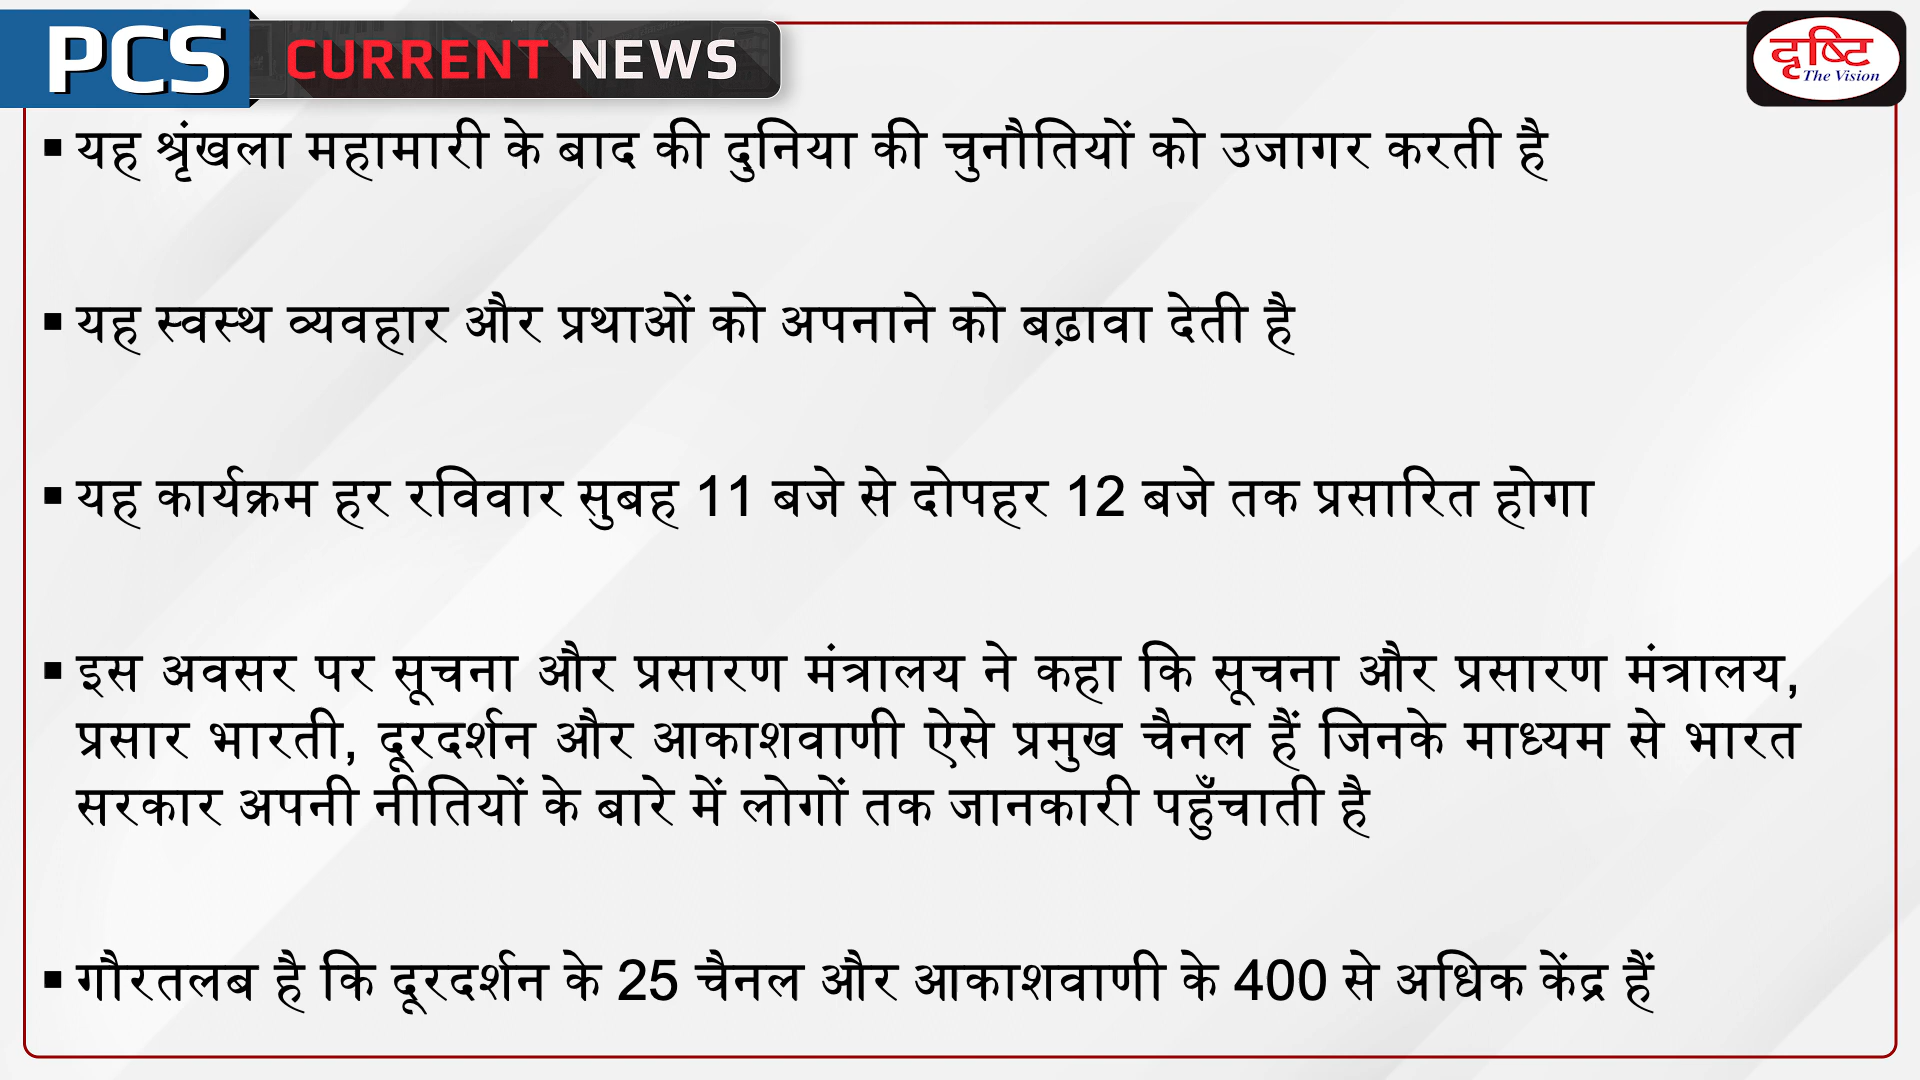 PCS CURRENT NEWS
दृष्टि
The Vision
▪ यह श्रृंखला महामारी के बाद की दुनिया की चुनौतियों को उजागर करती है
▪ यह स्वस्थ व्यवहार और प्रथाओं को अपनाने को बढ़ावा देती है
▪ यह कार्यक्रम हर रविवार सुबह 11 बजे से दोपहर 12 बजे तक प्रसारित होगा
▪ इस अवसर पर सूचना और प्रसारण मंत्रालय ने कहा कि सूचना और प्रसारण मंत्रालय,
प्रसार भारती, दूरदर्शन और आकाशवाणी ऐसे प्रमुख चैनल हैं जिनके माध्यम से भारत
सरकार अपनी नीतियों के बारे में लोगों तक जानकारी पहुँचाती है
▪ गौरतलब है कि दूरदर्शन के 25 चैनल और आकाशवाणी के 400 से अधिक केंद्र हैं